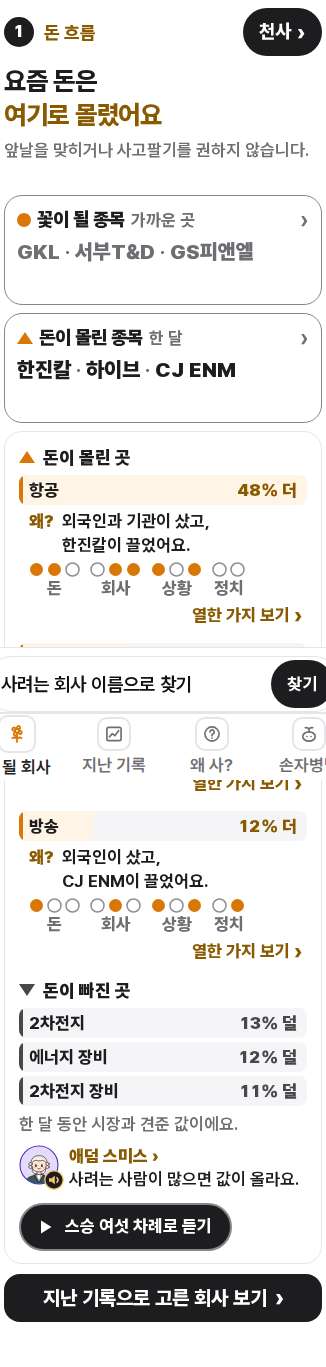 1 돈 흐름
천사 ›
요즘 돈은
여기로 몰렸어요
앞날을 맞히거나 사고팔기를 권하지 않습니다.
꽃이 될 종목 가까운 곳 ›
GKL · 서부T&D · GS피앤엘
▲ 돈이 몰린 종목 한 달 ›
한진칼 · 하이브 · CJ ENM
▲ 돈이 몰린 곳
항공 48% 더
왜? 외국인과 기관이 샀고,
한진칼이 끌었어요.
돈 회사 상황 정치
열한 가지 보기 ›
사려는 회사 이름으로 찾기 찾기
될 회사 지난 기록 왜 사? 손자병
열한 가지 보기 ›
방송 12% 더
왜? 외국인이 샀고,
CJ ENM이 끌었어요.
돈 회사 상황 정치
열한 가지 보기 ›
▼ 돈이 빠진 곳
2차전지 13% 덜
에너지 장비 12% 덜
2차전지 장비 11% 덜
한 달 동안 시장과 견준 값이에요.
애덤 스미스 ›
사려는 사람이 많으면 값이 올라요.
▶ 스승 여섯 차례로 듣기
지난 기록으로 고른 회사 보기 ›